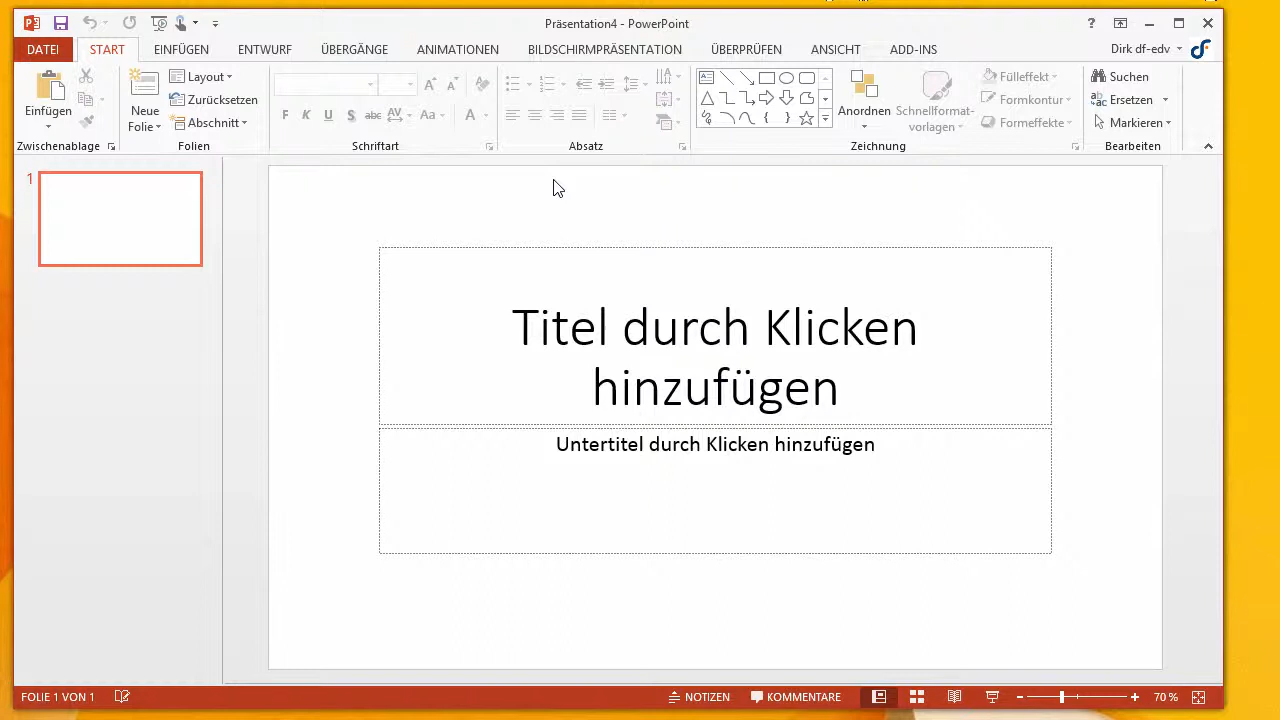 Präsentation4 - PowerPoint
?
DATEI START EINFÜGEN ENTWURF ÜBERGÄNGE ANIMATIONEN BILDSCHIRMPRÄSENTATION ÜBERPRÜFEN ANSICHT ADD-INS Dirk df-edv
Einfügen
Neue Folie
Layout
Zurücksetzen
Abschnitt
F K U S abc AV Aa A
Anordnen
Schnellformat-
vorlagen
Fülleffekt
Formkontur
Formeffekte
Suchen
Ersetzen
Markieren
Zwischenablage Folien Schriftart Absatz Zeichnung Bearbeiten
1
Titel durch Klicken
hinzufügen
Untertitel durch Klicken hinzufügen
FOLIE 1 VON 1 NOTIZEN KOMMENTARE 70 %